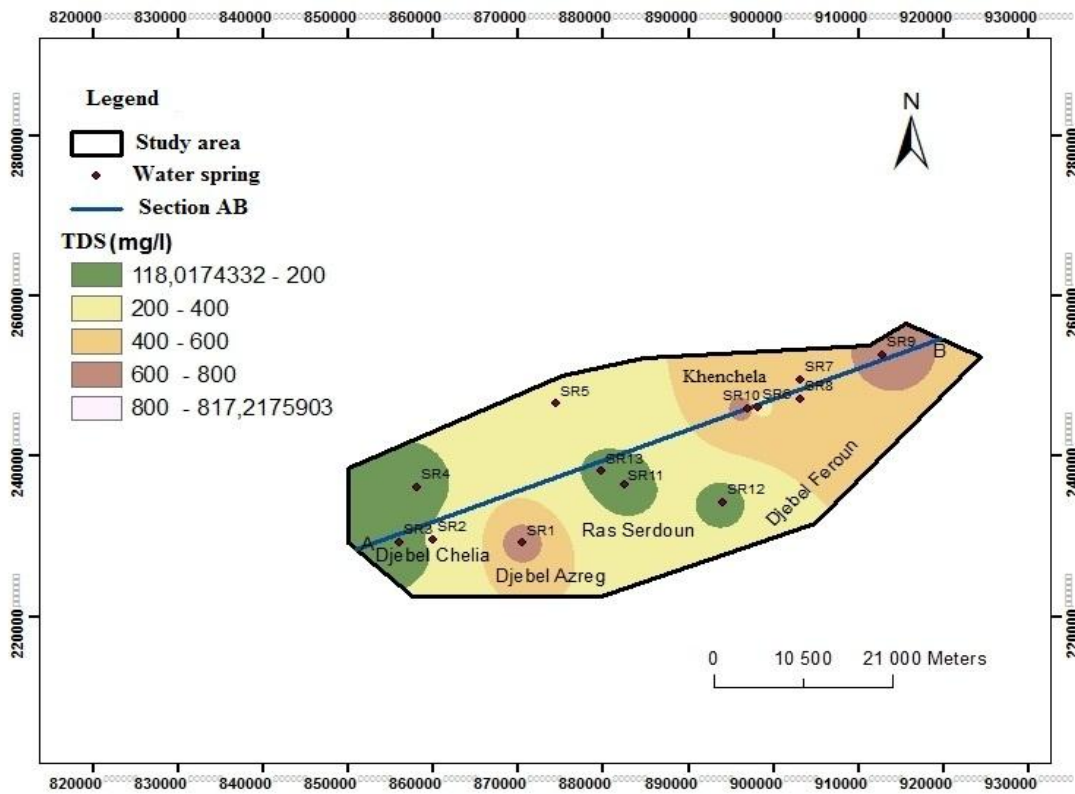 820000 830000 840000 850000 860000 870000 880000 890000 900000 910000 920000 930000
N
Legend
Study area
Water spring
Section AB
TDS (mg/l)
118,0174332 - 200
200 - 400
400 - 600
600 - 800
800 - 817,2175903
280000
280000
260000
260000
240000
240000
220000
220000
SR9
B
SR7
Khenchela
SR10
SR8
SR5
SR13
SR4
SR11
SR12
Djebel Feroun
SR2
SR3
SR1
Ras Serdoun
A
Djebel Chelia
Djebel Azreg
0 10 500 21 000 Meters
820000 830000 840000 850000 860000 870000 880000 890000 900000 910000 920000 930000